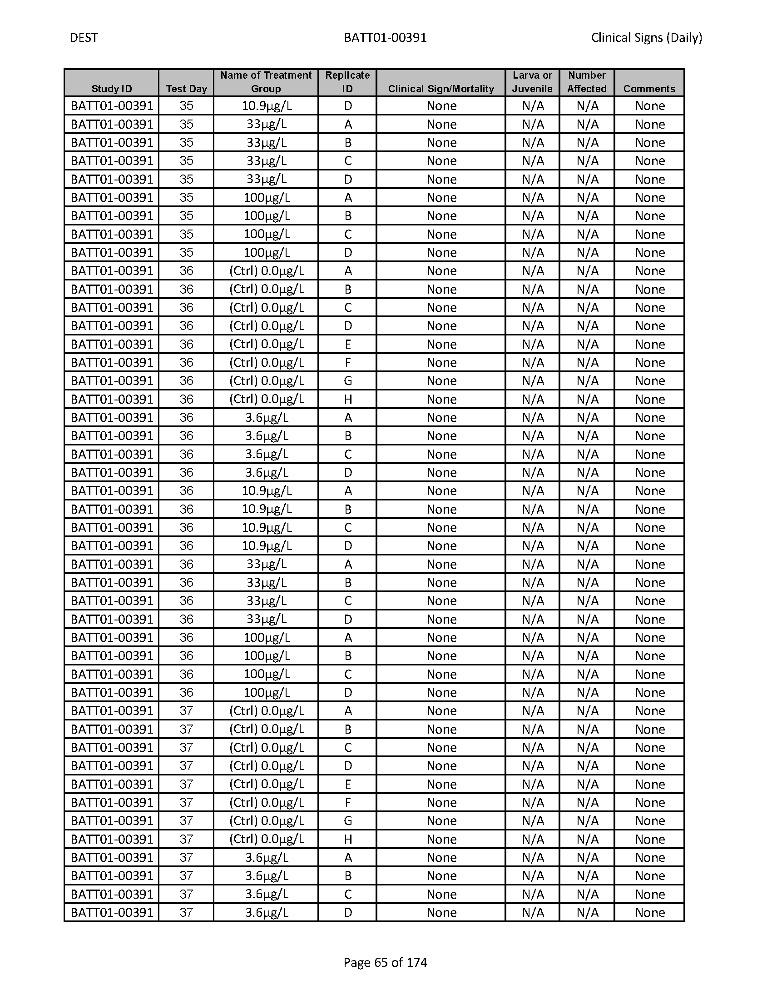 DEST BATT01-00391 Clinical Signs (Daily)
Study ID Test Day Name of Treatment Group Replicate ID Clinical Sign/Mortality Larva or Juvenile Number Affected Comments
BATT01-00391 35 10.9µg/L D None N/A N/A None
BATT01-00391 35 33µg/L A None N/A N/A None
BATT01-00391 35 33µg/L B None N/A N/A None
BATT01-00391 35 33µg/L C None N/A N/A None
BATT01-00391 35 33µg/L D None N/A N/A None
BATT01-00391 35 100µg/L A None N/A N/A None
BATT01-00391 35 100µg/L B None N/A N/A None
BATT01-00391 35 100µg/L C None N/A N/A None
BATT01-00391 35 100µg/L D None N/A N/A None
BATT01-00391 36 (Ctrl) 0.0µg/L A None N/A N/A None
BATT01-00391 36 (Ctrl) 0.0µg/L B None N/A N/A None
BATT01-00391 36 (Ctrl) 0.0µg/L C None N/A N/A None
BATT01-00391 36 (Ctrl) 0.0µg/L D None N/A N/A None
BATT01-00391 36 (Ctrl) 0.0µg/L E None N/A N/A None
BATT01-00391 36 (Ctrl) 0.0µg/L F None N/A N/A None
BATT01-00391 36 (Ctrl) 0.0µg/L G None N/A N/A None
BATT01-00391 36 (Ctrl) 0.0µg/L H None N/A N/A None
BATT01-00391 36 3.6µg/L A None N/A N/A None
BATT01-00391 36 3.6µg/L B None N/A N/A None
BATT01-00391 36 3.6µg/L C None N/A N/A None
BATT01-00391 36 3.6µg/L D None N/A N/A None
BATT01-00391 36 10.9µg/L A None N/A N/A None
BATT01-00391 36 10.9µg/L B None N/A N/A None
BATT01-00391 36 10.9µg/L C None N/A N/A None
BATT01-00391 36 10.9µg/L D None N/A N/A None
BATT01-00391 36 33µg/L A None N/A N/A None
BATT01-00391 36 33µg/L B None N/A N/A None
BATT01-00391 36 33µg/L C None N/A N/A None
BATT01-00391 36 33µg/L D None N/A N/A None
BATT01-00391 36 100µg/L A None N/A N/A None
BATT01-00391 36 100µg/L B None N/A N/A None
BATT01-00391 36 100µg/L C None N/A N/A None
BATT01-00391 36 100µg/L D None N/A N/A None
BATT01-00391 37 (Ctrl) 0.0µg/L A None N/A N/A None
BATT01-00391 37 (Ctrl) 0.0µg/L B None N/A N/A None
BATT01-00391 37 (Ctrl) 0.0µg/L C None N/A N/A None
BATT01-00391 37 (Ctrl) 0.0µg/L D None N/A N/A None
BATT01-00391 37 (Ctrl) 0.0µg/L E None N/A N/A None
BATT01-00391 37 (Ctrl) 0.0µg/L F None N/A N/A None
BATT01-00391 37 (Ctrl) 0.0µg/L G None N/A N/A None
BATT01-00391 37 (Ctrl) 0.0µg/L H None N/A N/A None
BATT01-00391 37 3.6µg/L A None N/A N/A None
BATT01-00391 37 3.6µg/L B None N/A N/A None
BATT01-00391 37 3.6µg/L C None N/A N/A None
BATT01-00391 37 3.6µg/L D None N/A N/A None
Page 65 of 174